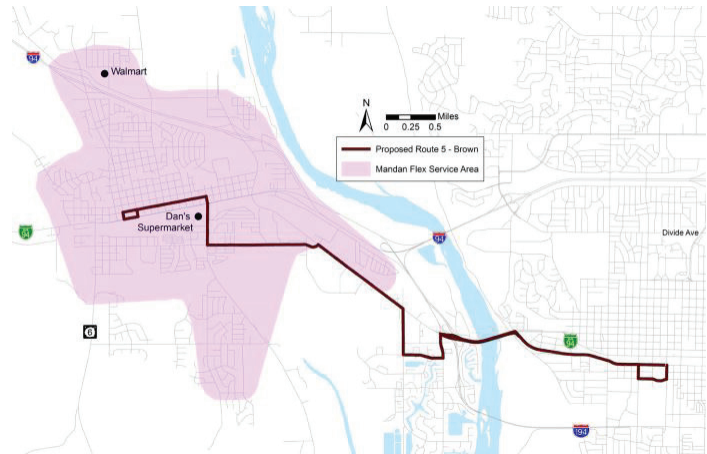 94
Walmart
N
Miles
0 0.25 0.5
Proposed Route 5 - Brown
Mandan Flex Service Area
Dan's
Supermarket
94
94
Divide Ave
6
94
194